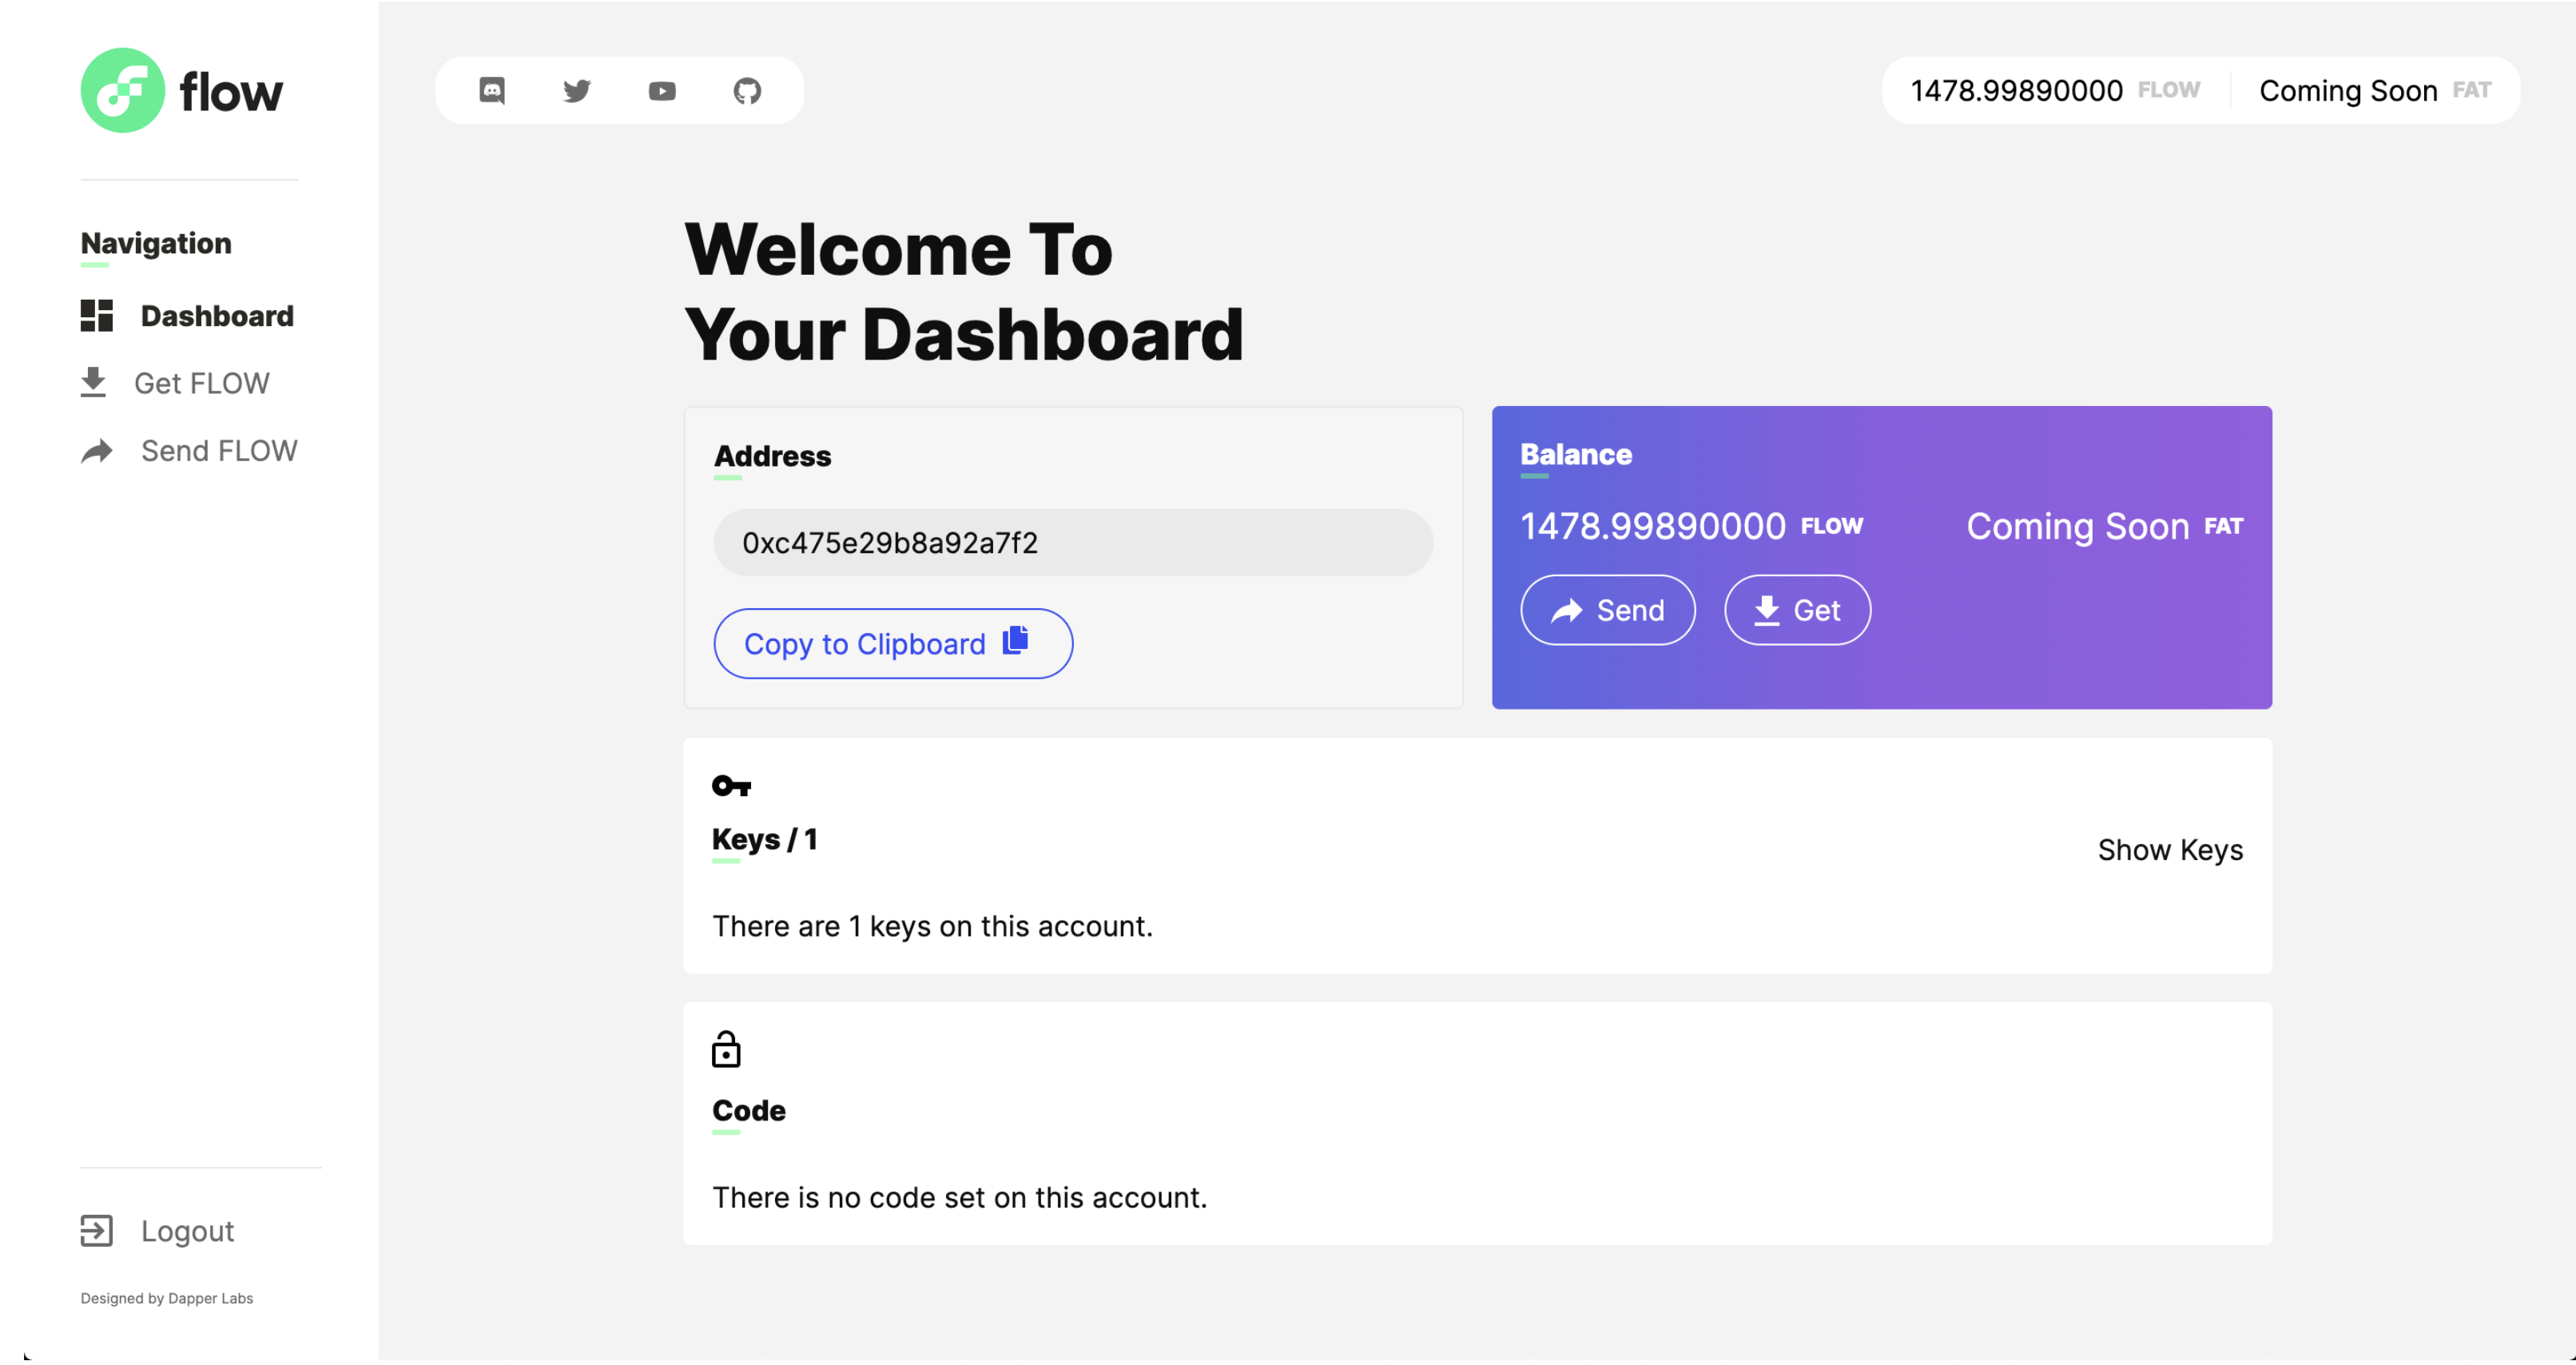 flow
1478.99890000 FLOW
Coming Soon FAT
Navigation
Dashboard
Get FLOW
Send FLOW
Welcome To
Your Dashboard
Address
0xc475e29b8a92a7f2
Copy to Clipboard
Balance
1478.99890000 FLOW
Coming Soon FAT
Send
Get
Keys / 1
Show Keys
There are 1 keys on this account.
Code
There is no code set on this account.
Logout
Designed by Dapper Labs